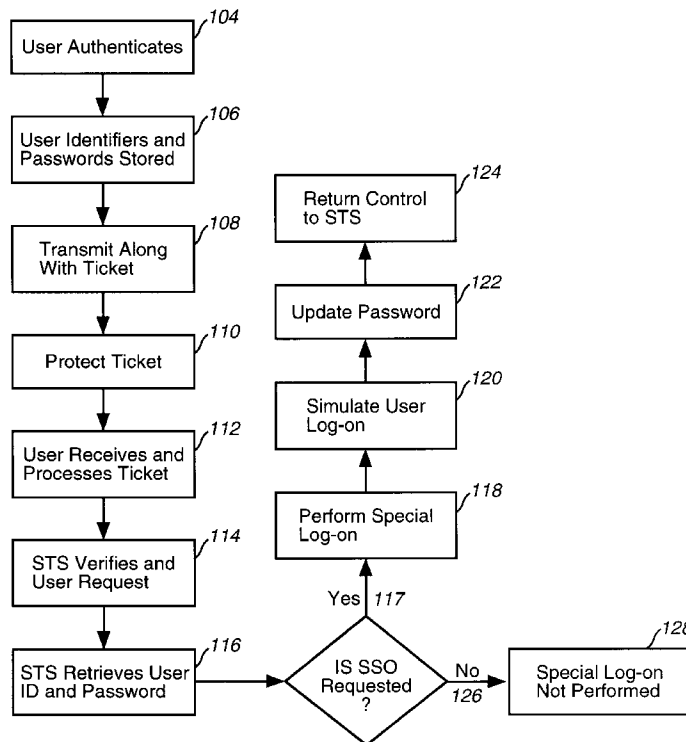 104
User Authenticates
106
User Identifiers and
Passwords Stored
108
Transmit Along
With Ticket
110
Protect Ticket
112
User Receives and
Processes Ticket
114
STS Verifies and
User Request
116
STS Retrieves User
ID and Password
IS SSO
Requested
?
Yes 117
118
Perform Special
Log-on
120
Simulate User
Log-on
122
Update Password
124
Return Control
to STS
No
126
128
Special Log-on
Not Performed